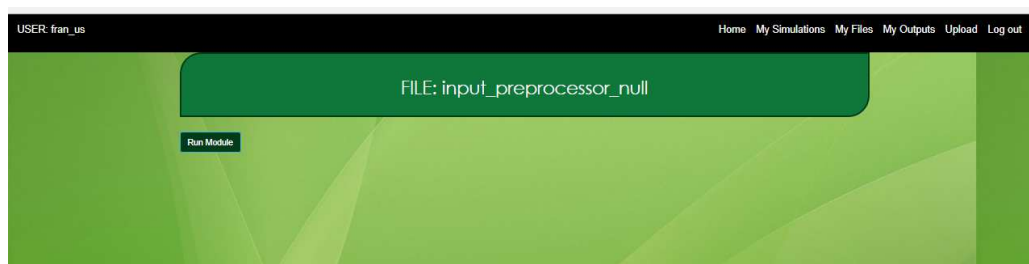 USER: fran_us Home My Simulations My Files My Outputs Upload Log out
FILE: input_preprocessor_null
Run Module